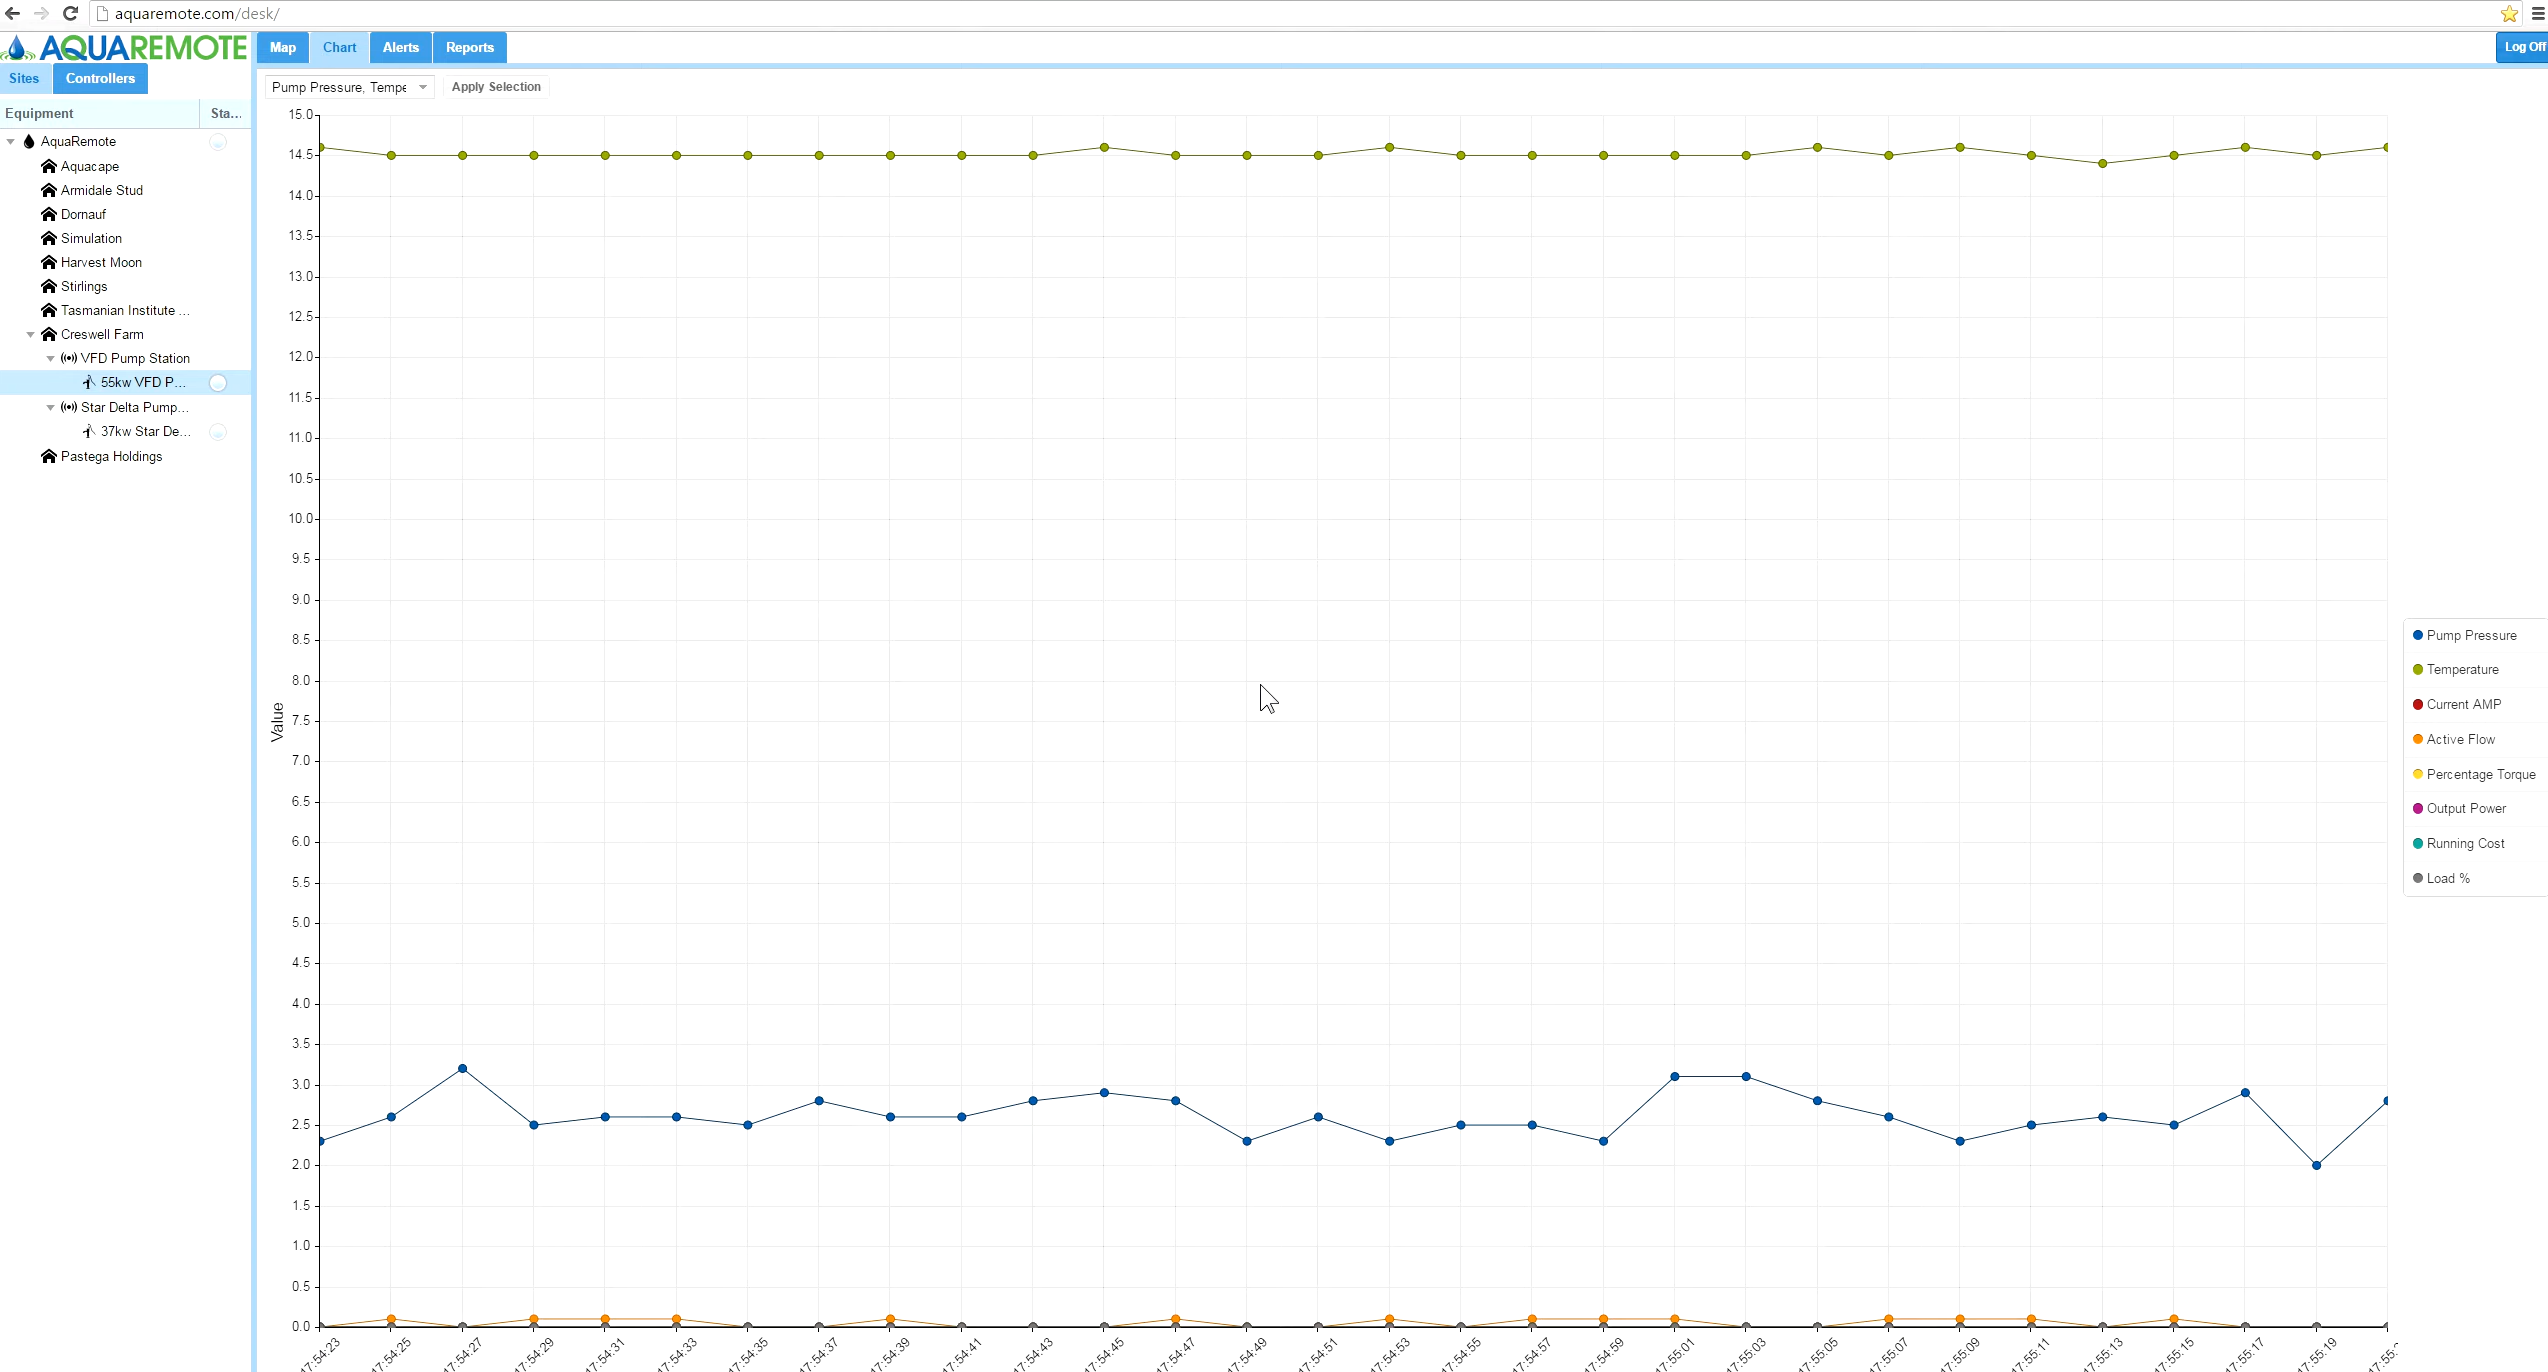 aquaremote.com/desk/
AQUAREMOTE
Map Chart Alerts Reports
Log Off
Sites Controllers
Pump Pressure, Tempe
Apply Selection
Equipment Sta...
AquaRemote
Aquacape
Armidale Stud
Dornauf
Simulation
Harvest Moon
Stirlings
Tasmanian Institute ...
Creswell Farm
VFD Pump Station
55kw VFD P...
Star Delta Pump...
37kw Star De...
Pastega Holdings
15.0
14.5
14.0
13.5
13.0
12.5
12.0
11.5
11.0
10.5
10.0
9.5
9.0
8.5
8.0
7.5
7.0
6.5
6.0
5.5
5.0
4.5
4.0
3.5
3.0
2.5
2.0
1.5
1.0
0.5
0.0
Value
Pump Pressure
Temperature
Current AMP
Active Flow
Percentage Torque
Output Power
Running Cost
Load %
17:54:23 17:54:25 17:54:27 17:54:29 17:54:31 17:54:33 17:54:35 17:54:37 17:54:39 17:54:41 17:54:43 17:54:45 17:54:47 17:54:49 17:54:51 17:54:53 17:54:55 17:54:57 17:54:59 17:55:01 17:55:03 17:55:05 17:55:07 17:55:09 17:55:11 17:55:13 17:55:15 17:55:17 17:55:19